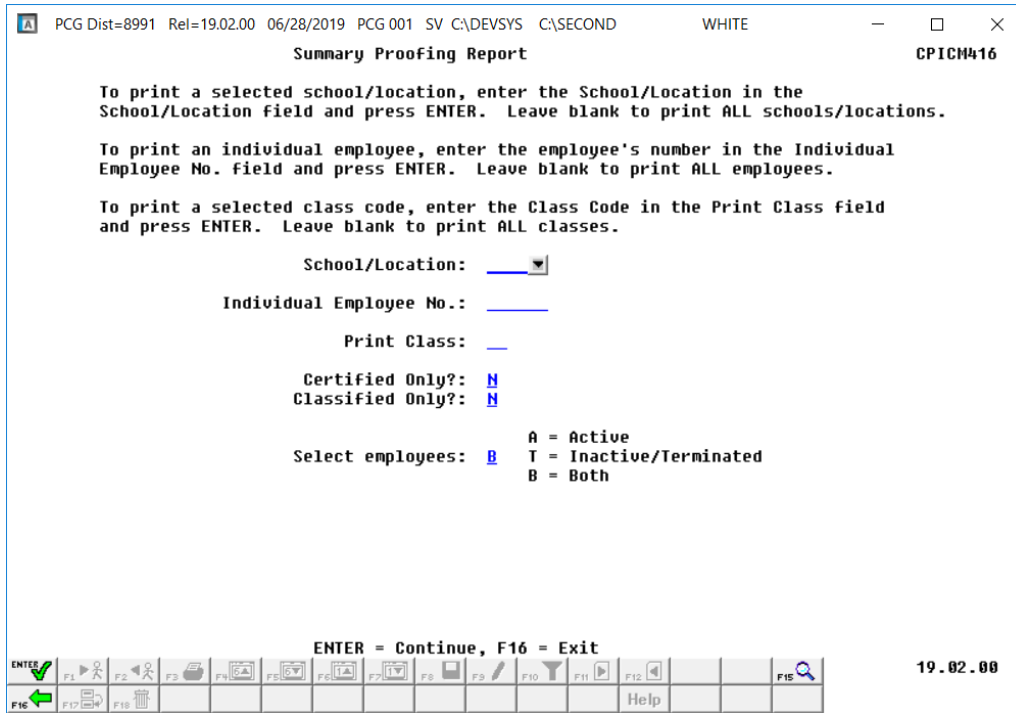 A PCG Dist=8991 Rel=19.02.00 06/28/2019 PCG 001 SV C:\DEVSYS C:\SECOND WHITE
Summary Proofing Report CPICM416
To print a selected school/location, enter the School/Location in the
School/Location field and press ENTER. Leave blank to print ALL schools/locations.
To print an individual employee, enter the employee's number in the Individual
Employee No. field and press ENTER. Leave blank to print ALL employees.
To print a selected class code, enter the Class Code in the Print Class field
and press ENTER. Leave blank to print ALL classes.
School/Location:
Individual Employee No.:
Print Class:
Certified Only?: N
Classified Only?: N
A = Active
Select employees: B T = Inactive/Terminated
B = Both
ENTER = Continue, F16 = Exit
ENTER F1 F2 F3 F4 6 F5 6 F6 1 F7 1 F8 F9 F10 F11 F12 F15 19.02.00
F16 F17 F18 Help